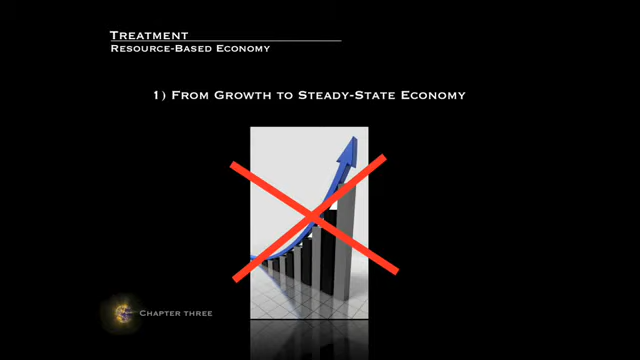 Treatment
Resource-Based Economy
1) From Growth to Steady-State Economy
Chapter three